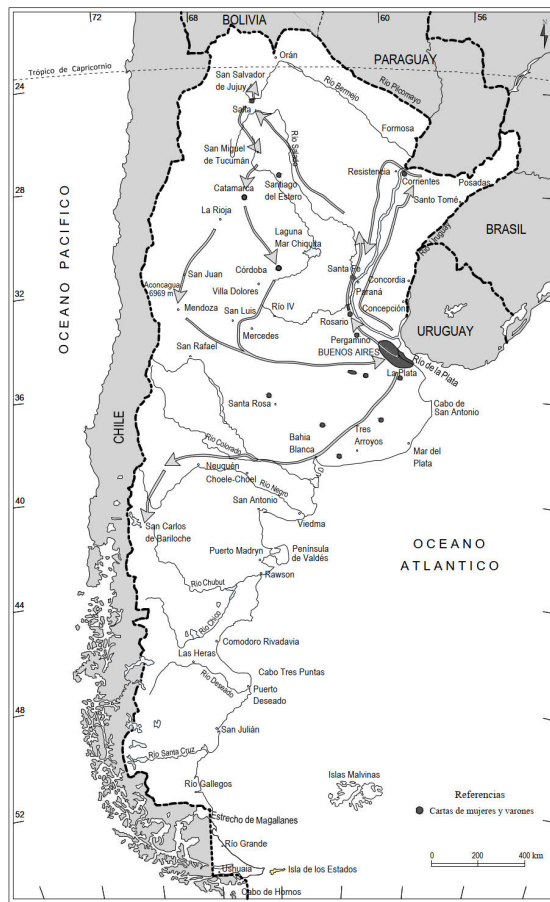 72
68
60
56
BOLIVIA
Orán
PARAGUAY
Trópico de Capricornio
San Salvador
de Jujuy
24
Río Bermejo
Río Pilcomayo
Salta
Formosa
Río Salado
San Miguel
de Tucumán
Resistencia
Corrientes
Posadas
Santiago
del Estero
Catamarca
Santo Tomé
28
La Rioja
BRASIL
Laguna
Mar Chiquita
Río Uruguay
OCEANO PACIFICO
Santa Fe
Córdoba
San Juan
Concordia
Aconcagua
6969 m
Villa Dolores
Paraná
32
Mendoza
San Luis
Río IV
Rosario
Concepción
Mercedes
URUGUAY
Pergamino
San Rafael
BUENOS AIRES
Río de la Plata
La Plata
36
Santa Rosa
Cabo de
San Antonio
CHILE
Bahia
Blanca
Tres
Arroyos
Mar del
Plata
Río Colorado
Neuquén
Choele-Choel
Río Negro
40
San Antonio
San Carlos
de Bariloche
Viedma
OCEANO
ATLANTICO
Puerto Madryn
Península
de Valdés
Rawson
Río Chubut
44
Río Chico
Comodoro Rivadavia
Las Heras
Cabo Tres Puntas
Río Deseado
Puerto
Deseado
48
San Julián
Río Santa Cruz
Islas Malvinas
Río Gallegos
Referencias
Cartas de mujeres y varones
52
Estrecho de Magallanes
Río Grande
0 200 400 km
Ushuaia
Isla de los Estados
Cabo de Hornos